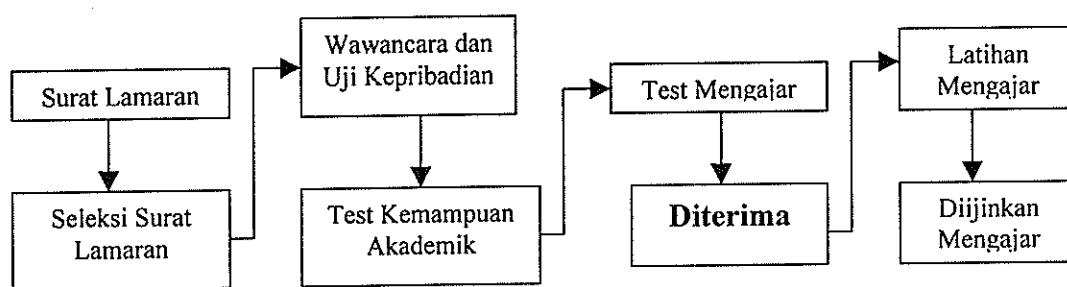 Surat Lamaran
Seleksi Surat
Lamaran
Wawancara dan
Uji Kepribadian
Test Kemampuan
Akademik
Test Mengajar
Diterima
Latihan
Mengajar
Diijinkan
Mengajar